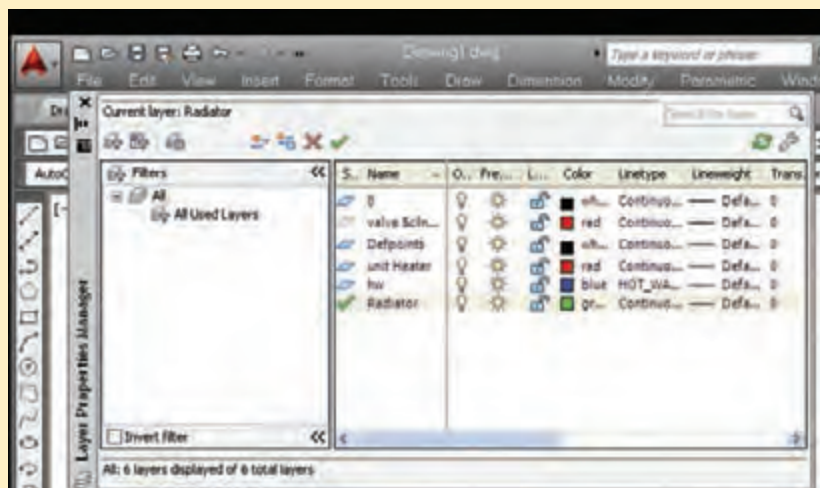 Drawing1.dwg Type a keyword or phrase
File Edit View Insert Format Tools Draw Dimension Modify Parametric Wind
Current layer: Radiator
AutoC
Filters
All
All Used Layers
Invert filter
S.. Name O.. Fre... L... Color Linetype Lineweight Trans.
0 wh... Continuo... Defa... 0
valve &cin... red Continuo... Defa... 0
Defpoints wh... Continuo... Defa... 0
unit Heater red Continuo... Defa... 0
hw blue HOT_WA... Defa... 0
Radiator gr... Continuo... Defa... 0
Layer Properties Manager
All: 6 layers displayed of 6 total layers